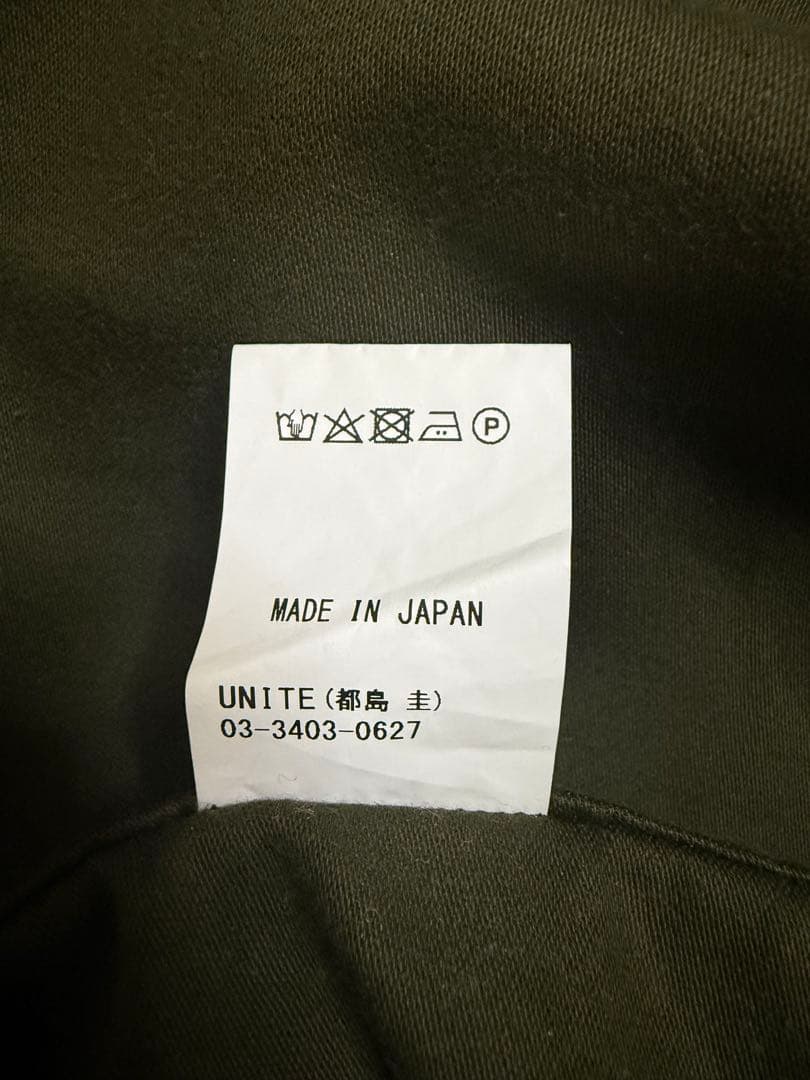 P
MADE IN JAPAN
UNITE(都島 圭)
03-3403-0627